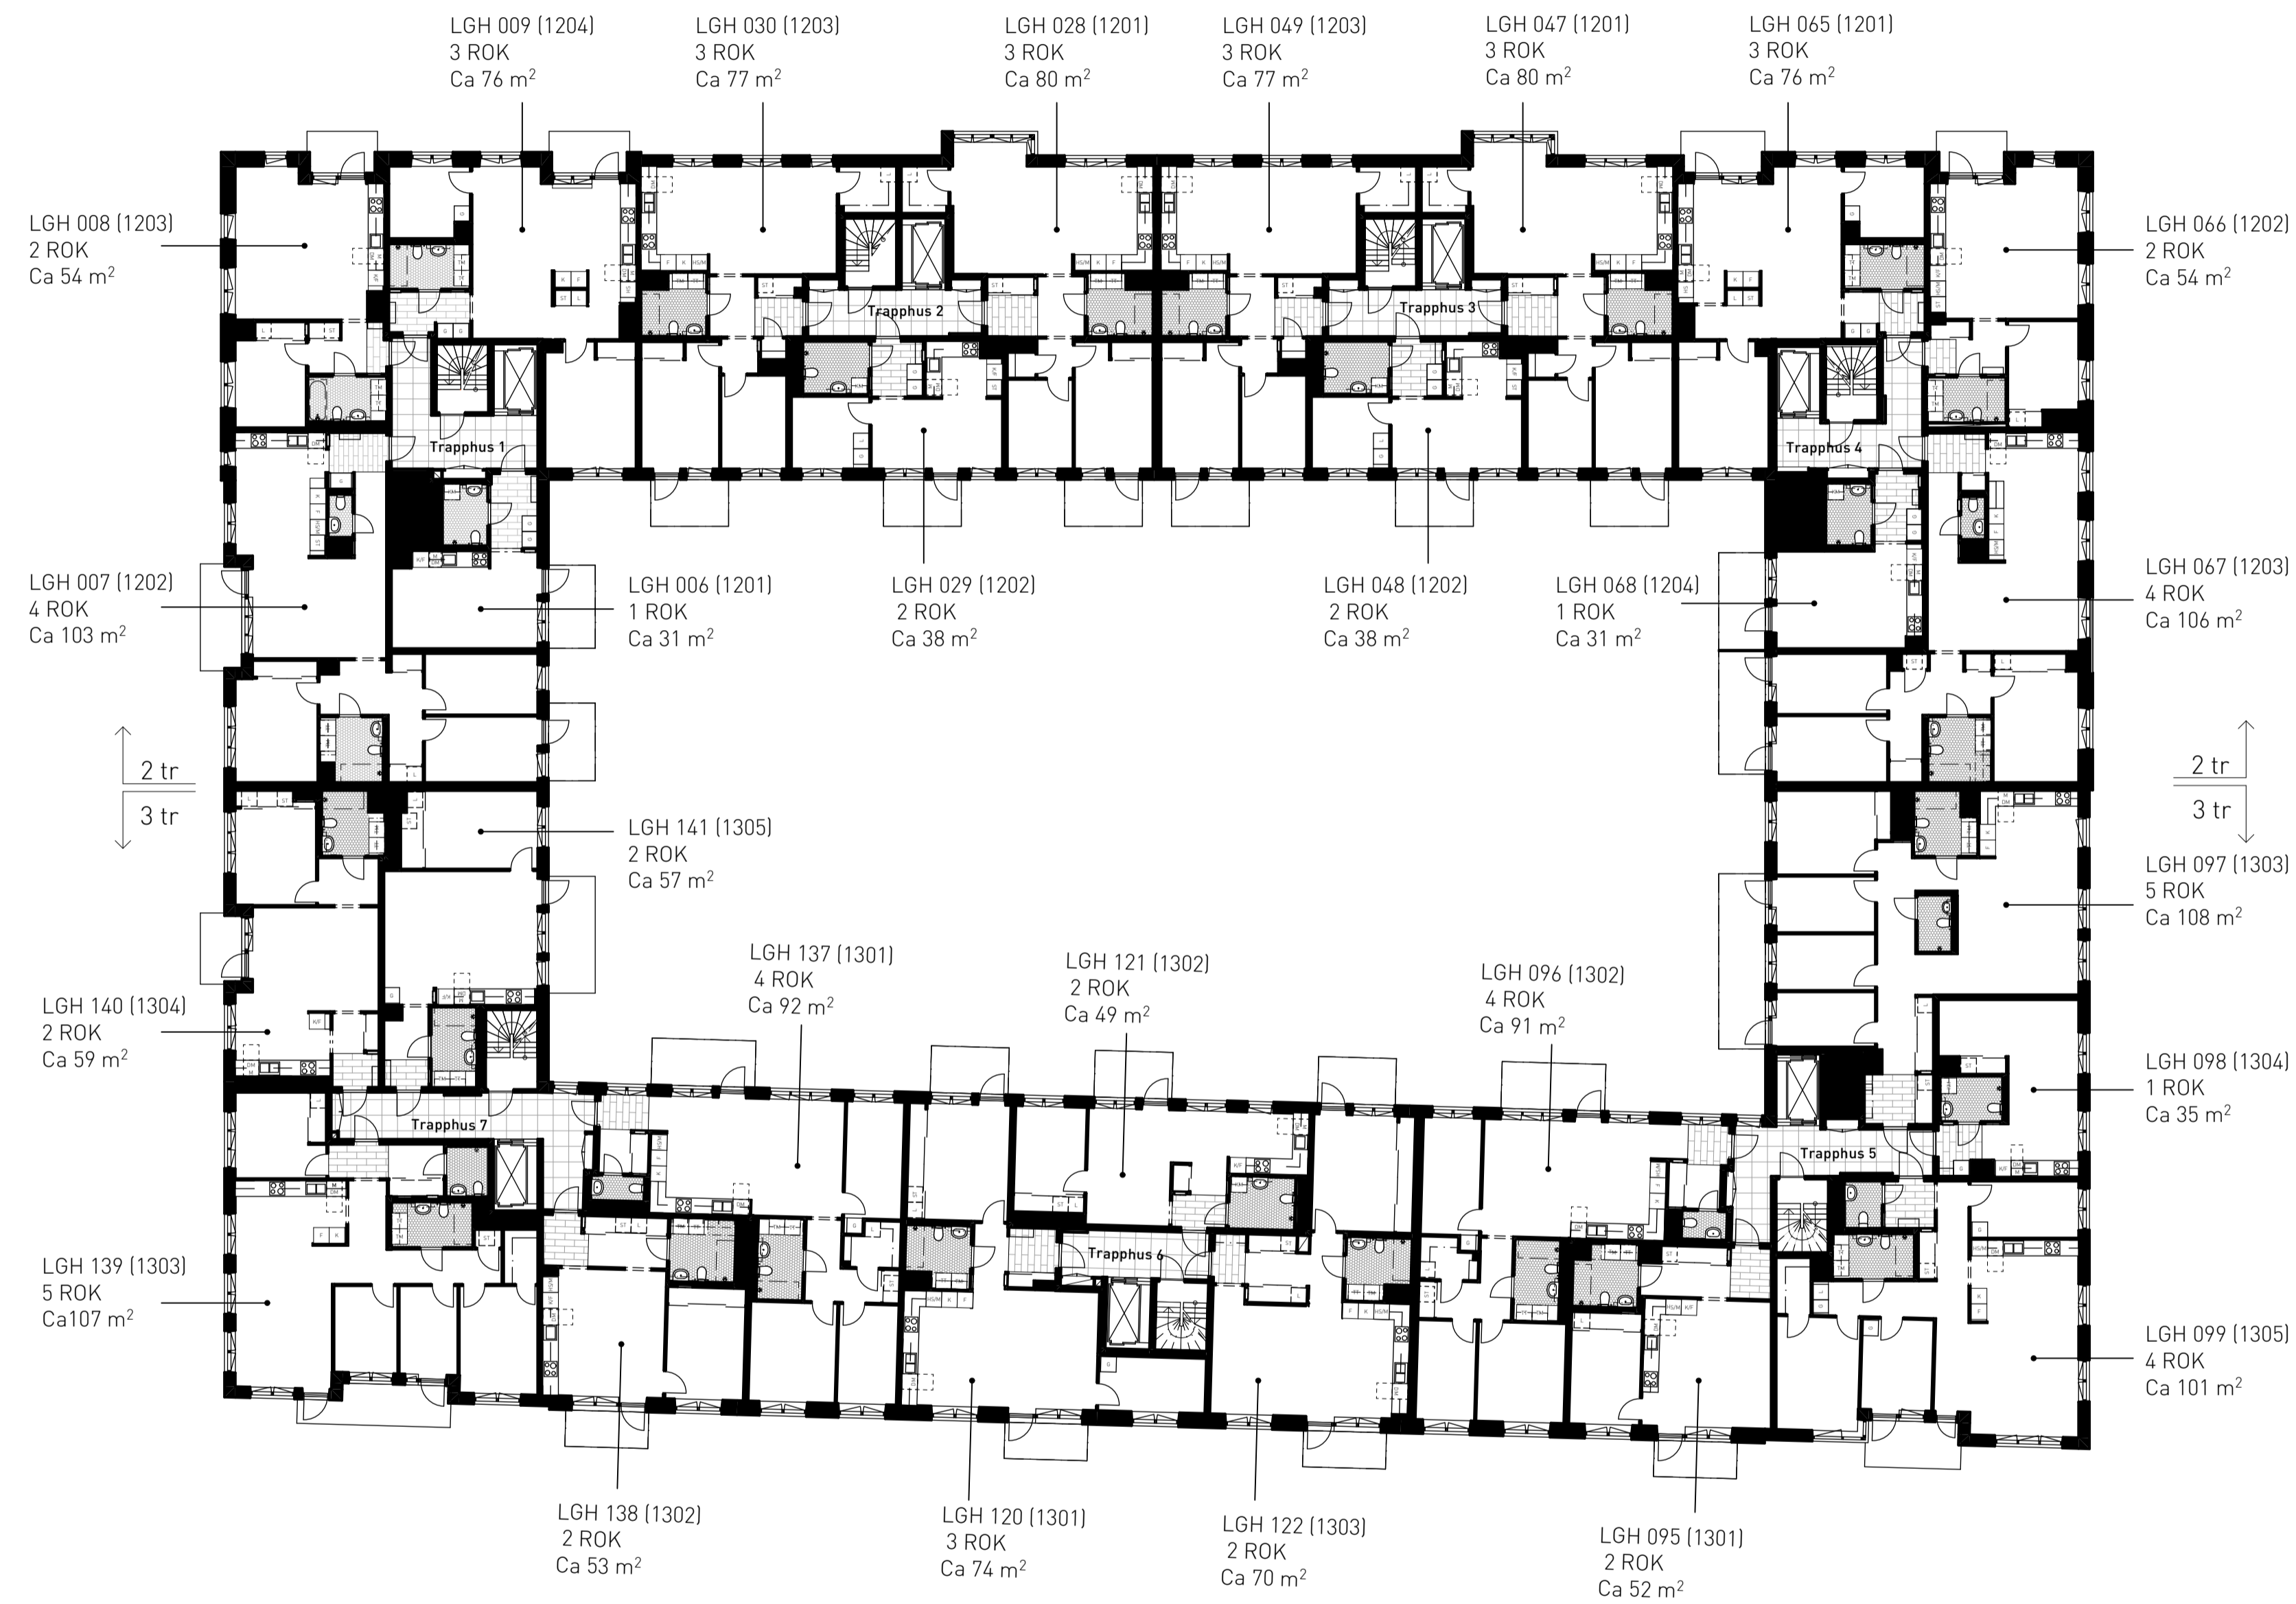 LGH 009 (1204)
3 ROK
Ca 76 m²
LGH 030 (1203)
3 ROK
Ca 77 m²
LGH 028 (1201)
3 ROK
Ca 80 m²
LGH 049 (1203)
3 ROK
Ca 77 m²
LGH 047 (1201)
3 ROK
Ca 80 m²
LGH 065 (1201)
3 ROK
Ca 76 m²
LGH 008 (1203)
2 ROK
Ca 54 m²
LGH 066 (1202)
2 ROK
Ca 54 m²
Trapphus 1
Trapphus 2
Trapphus 3
Trapphus 4
LGH 007 (1202)
4 ROK
Ca 103 m²
LGH 006 (1201)
1 ROK
Ca 31 m²
LGH 029 (1202)
2 ROK
Ca 38 m²
LGH 048 (1202)
2 ROK
Ca 38 m²
LGH 068 (1204)
1 ROK
Ca 31 m²
LGH 067 (1203)
4 ROK
Ca 106 m²
2 tr
3 tr
2 tr
3 tr
LGH 141 (1305)
2 ROK
Ca 57 m²
LGH 097 (1303)
5 ROK
Ca 108 m²
LGH 140 (1304)
2 ROK
Ca 59 m²
LGH 137 (1301)
4 ROK
Ca 92 m²
LGH 121 (1302)
2 ROK
Ca 49 m²
LGH 096 (1302)
4 ROK
Ca 91 m²
LGH 098 (1304)
1 ROK
Ca 35 m²
Trapphus 7
Trapphus 6
Trapphus 5
LGH 139 (1303)
5 ROK
Ca107 m²
LGH 099 (1305)
4 ROK
Ca 101 m²
LGH 138 (1302)
2 ROK
Ca 53 m²
LGH 120 (1301)
3 ROK
Ca 74 m²
LGH 122 (1303)
2 ROK
Ca 70 m²
LGH 095 (1301)
2 ROK
Ca 52 m²